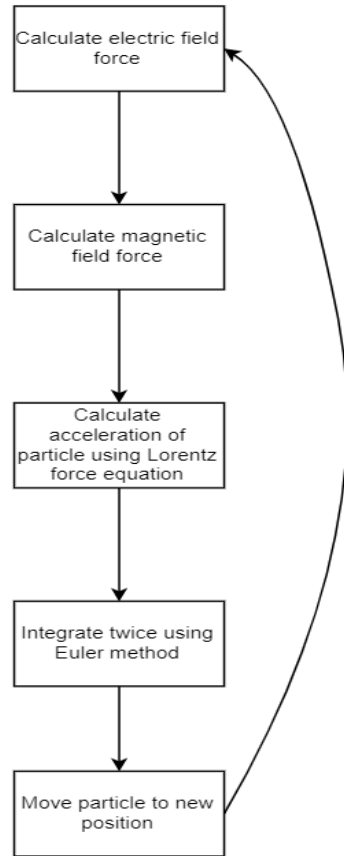 Calculate electric field
force
Calculate magnetic
field force
Calculate
acceleration of
particle using Lorentz
force equation
Integrate twice using
Euler method
Move particle to new
position